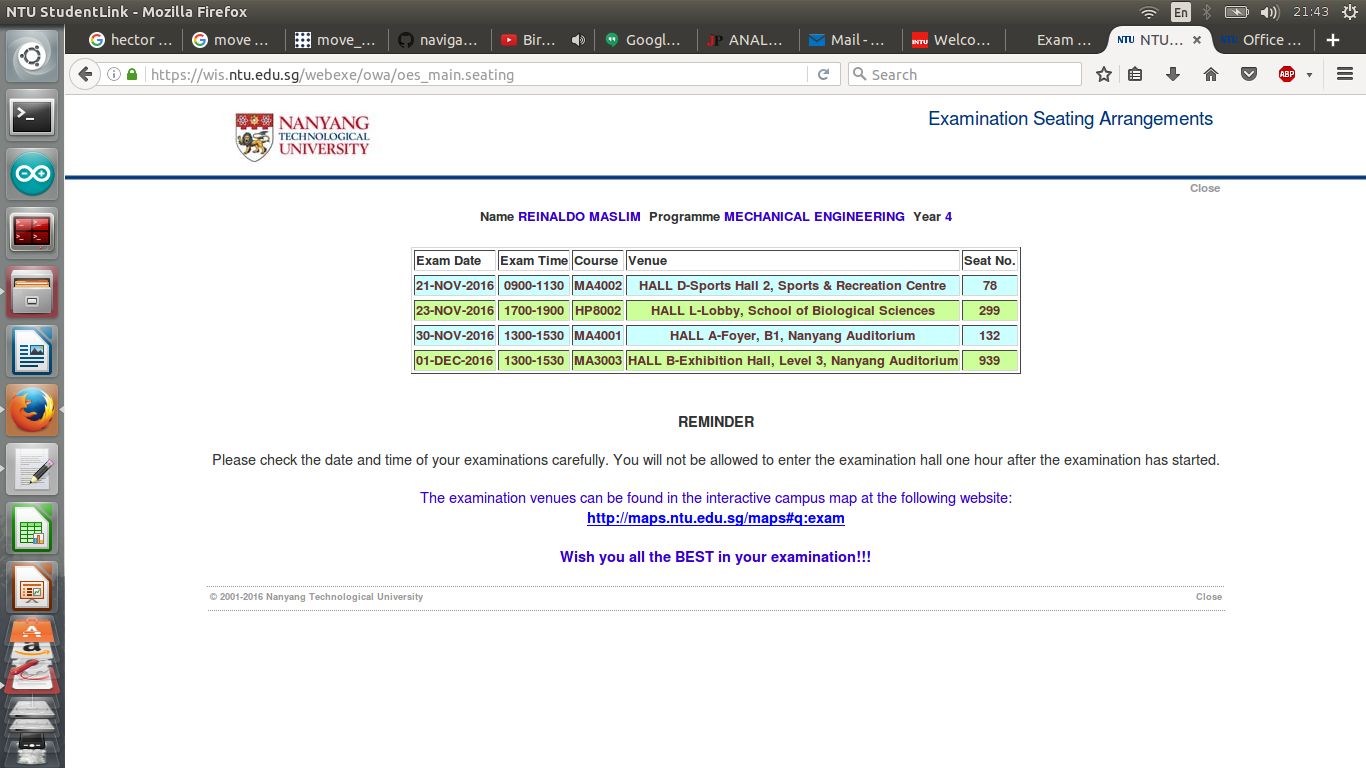 NTU StudentLink - Mozilla Firefox
En
21:43
hector ...
move ...
move_...
naviga...
Bir...
Googl...
JP ANAL...
Mail - ...
INTU Welco...
Exam ...
NTU NTU...
NTU Office ...
https://wis.ntu.edu.sg/webexe/owa/oes_main.seating
Search
ABP
NANYANG
TECHNOLOGICAL
UNIVERSITY
Examination Seating Arrangements
Close
Name REINALDO MASLIM Programme MECHANICAL ENGINEERING Year 4
Exam Date Exam Time Course Venue Seat No.
21-NOV-2016 0900-1130 MA4002 HALL D-Sports Hall 2, Sports & Recreation Centre 78
23-NOV-2016 1700-1900 HP8002 HALL L-Lobby, School of Biological Sciences 299
30-NOV-2016 1300-1530 MA4001 HALL A-Foyer, B1, Nanyang Auditorium 132
01-DEC-2016 1300-1530 MA3003 HALL B-Exhibition Hall, Level 3, Nanyang Auditorium 939
REMINDER
Please check the date and time of your examinations carefully. You will not be allowed to enter the examination hall one hour after the examination has started.
The examination venues can be found in the interactive campus map at the following website:
http://maps.ntu.edu.sg/maps#q:exam
Wish you all the BEST in your examination!!!
© 2001-2016 Nanyang Technological University Close